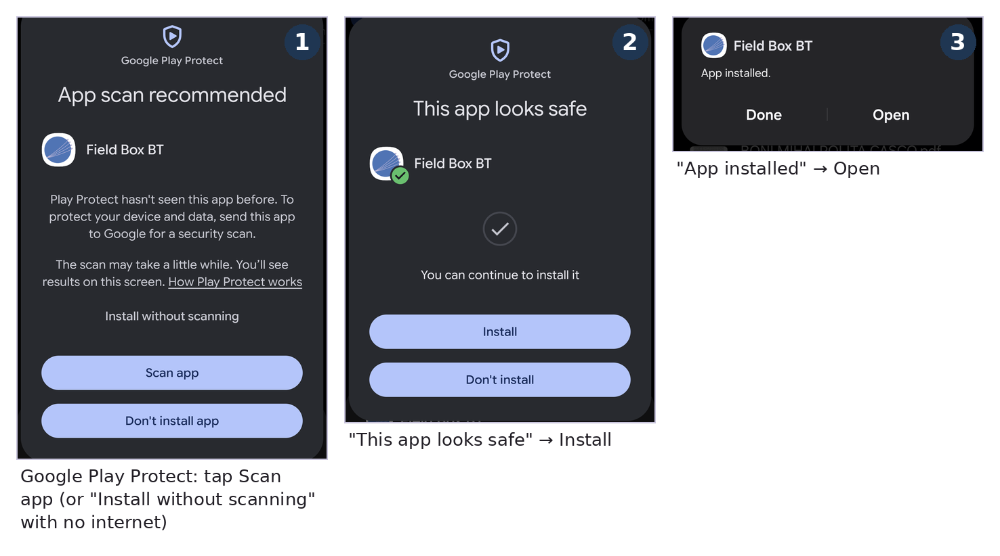 1
Google Play Protect
App scan recommended
Field Box BT
Play Protect hasn't seen this app before. To
protect your device and data, send this app
to Google for a security scan.
The scan may take a little while. You’ll see
results on this screen. How Play Protect works
Install without scanning
Scan app
Don't install app
Google Play Protect: tap Scan
app (or "Install without scanning"
with no internet)
2
Google Play Protect
This app looks safe
Field Box BT
You can continue to install it
Install
Don't install
"This app looks safe" → Install
3
Field Box BT
App installed.
Done
Open
"App installed" → Open